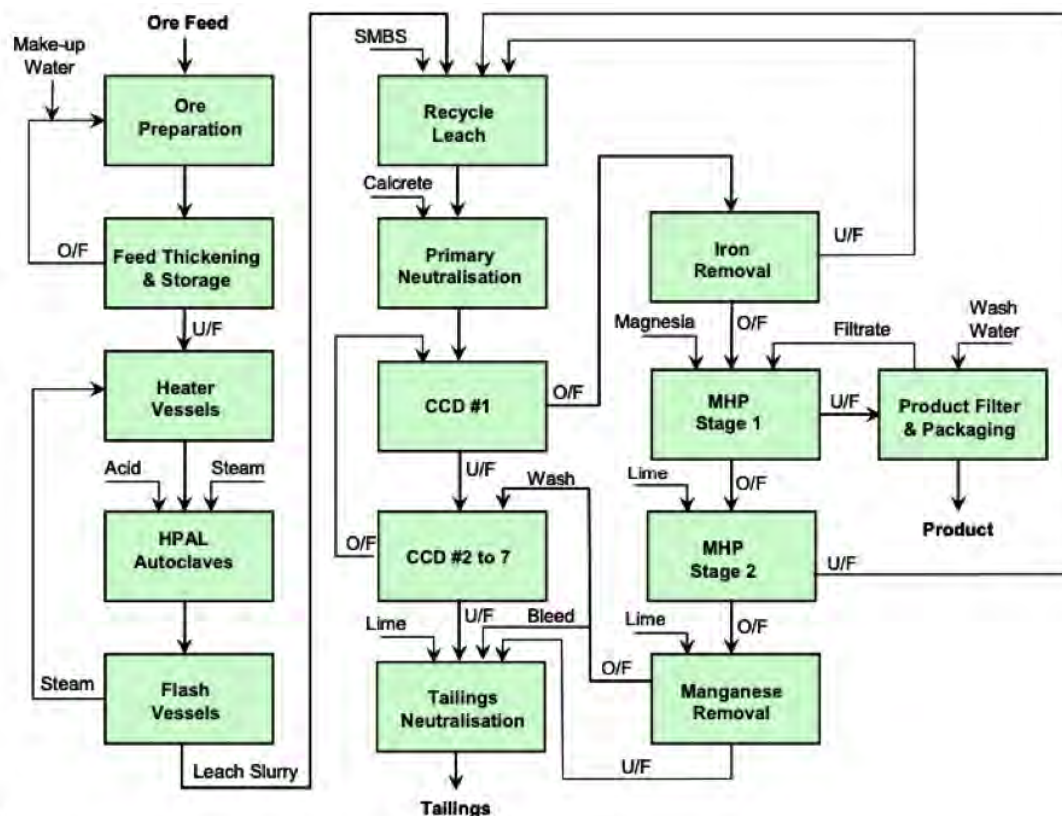 Ore Feed
Make-up
Water
Ore
Preparation
O/F
Feed Thickening
& Storage
U/F
Heater
Vessels
Acid
Steam
HPAL
Autoclaves
Steam
Flash
Vessels
Leach Slurry
SMBS
Recycle
Leach
Calcrete
Primary
Neutralisation
CCD #1
O/F
U/F
Wash
O/F
CCD #2 to 7
Lime
U/F
Bleed
Tailings
Neutralisation
Tailings
Iron
Removal
U/F
Magnesia
O/F
Filtrate
Wash
Water
MHP
Stage 1
U/F
Product Filter
& Packaging
Lime
O/F
Product
MHP
Stage 2
U/F
Lime
O/F
O/F
Manganese
Removal
U/F